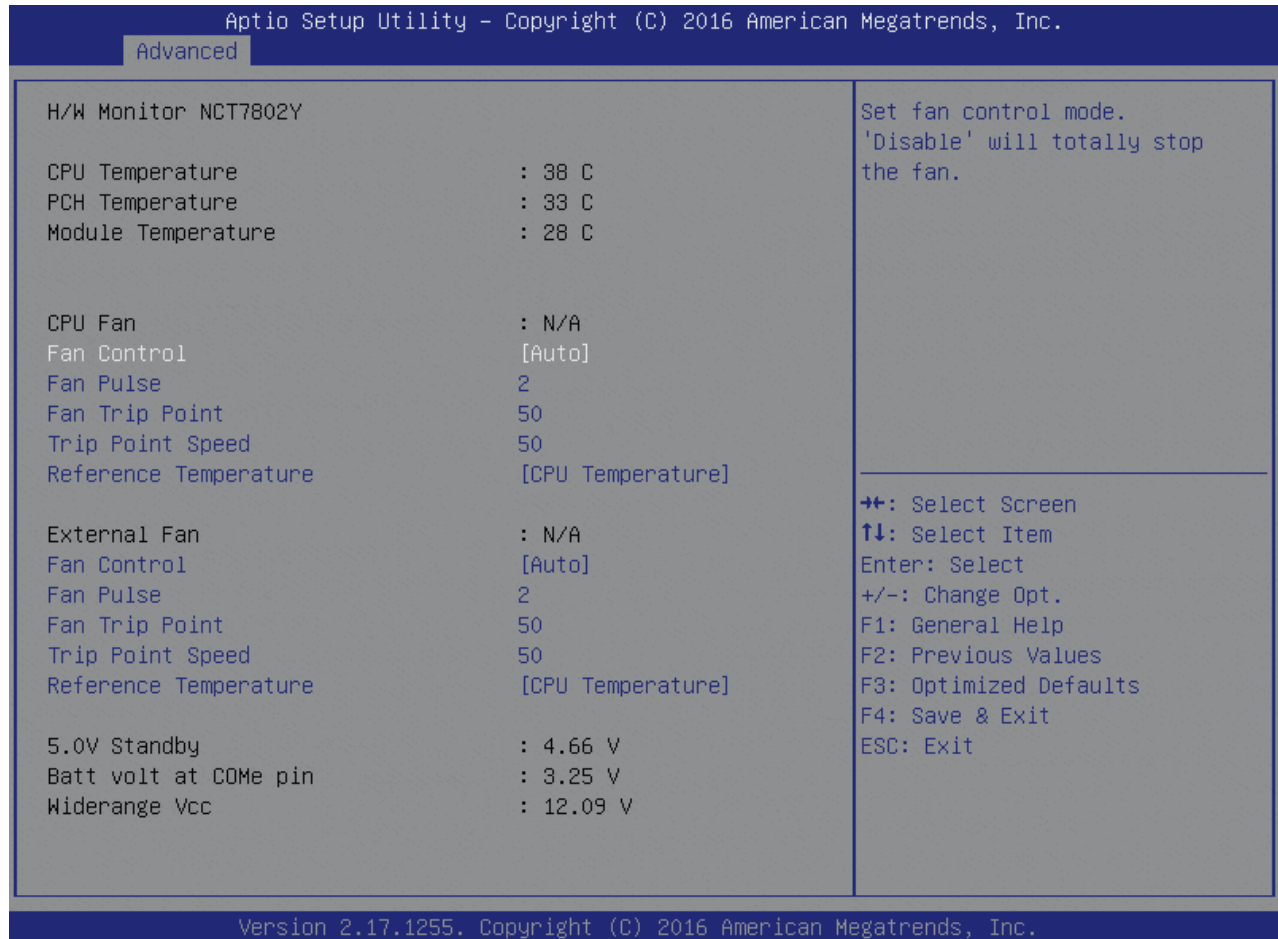 Aptio Setup Utility – Copyright (C) 2016 American Megatrends, Inc.
Advanced
H/W Monitor NCT7802Y
CPU Temperature : 38 C
PCH Temperature : 33 C
Module Temperature : 28 C
CPU Fan : N/A
Fan Control [Auto]
Fan Pulse 2
Fan Trip Point 50
Trip Point Speed 50
Reference Temperature [CPU Temperature]
External Fan : N/A
Fan Control [Auto]
Fan Pulse 2
Fan Trip Point 50
Trip Point Speed 50
Reference Temperature [CPU Temperature]
5.0V Standby : 4.66 V
Batt volt at COMe pin : 3.25 V
Widerange Vcc : 12.09 V
Set fan control mode.
'Disable' will totally stop
the fan.
→←: Select Screen
↑↓: Select Item
Enter: Select
+/-: Change Opt.
F1: General Help
F2: Previous Values
F3: Optimized Defaults
F4: Save & Exit
ESC: Exit
Version 2.17.1255. Copyright (C) 2016 American Megatrends, Inc.